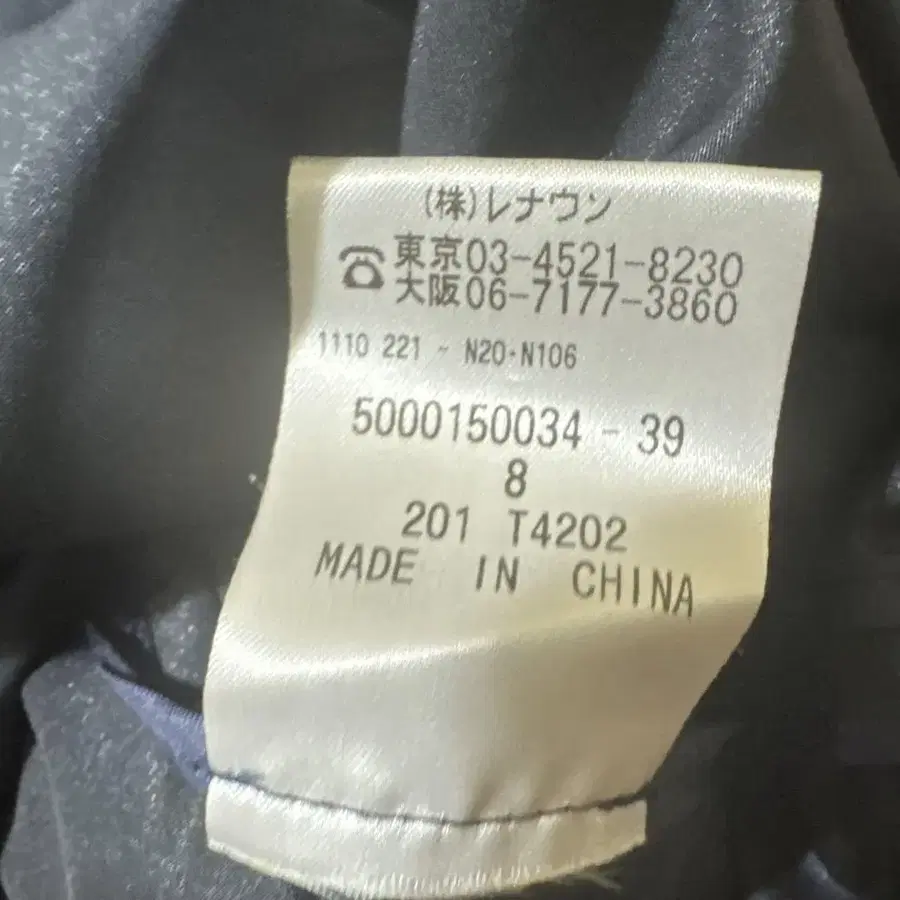 (株)レナウン
☎東京03-4521-8230
大阪06-7177-3860
1110 221 - N20・N106
5000150034 - 39
8
201 T4202
MADE IN CHINA